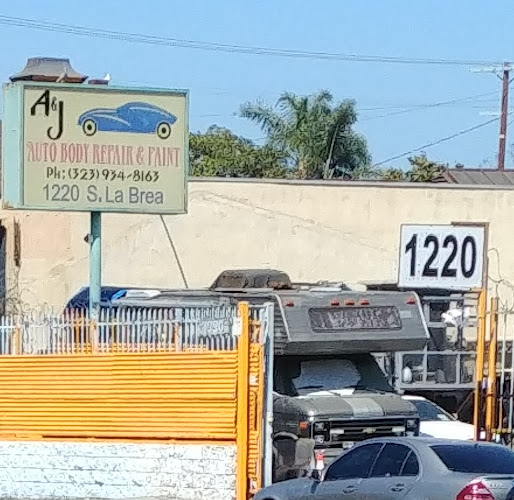 A & J
AUTO BODY REPAIR & PAINT
Ph: (323) 934-8163
1220 S. La Brea
1220